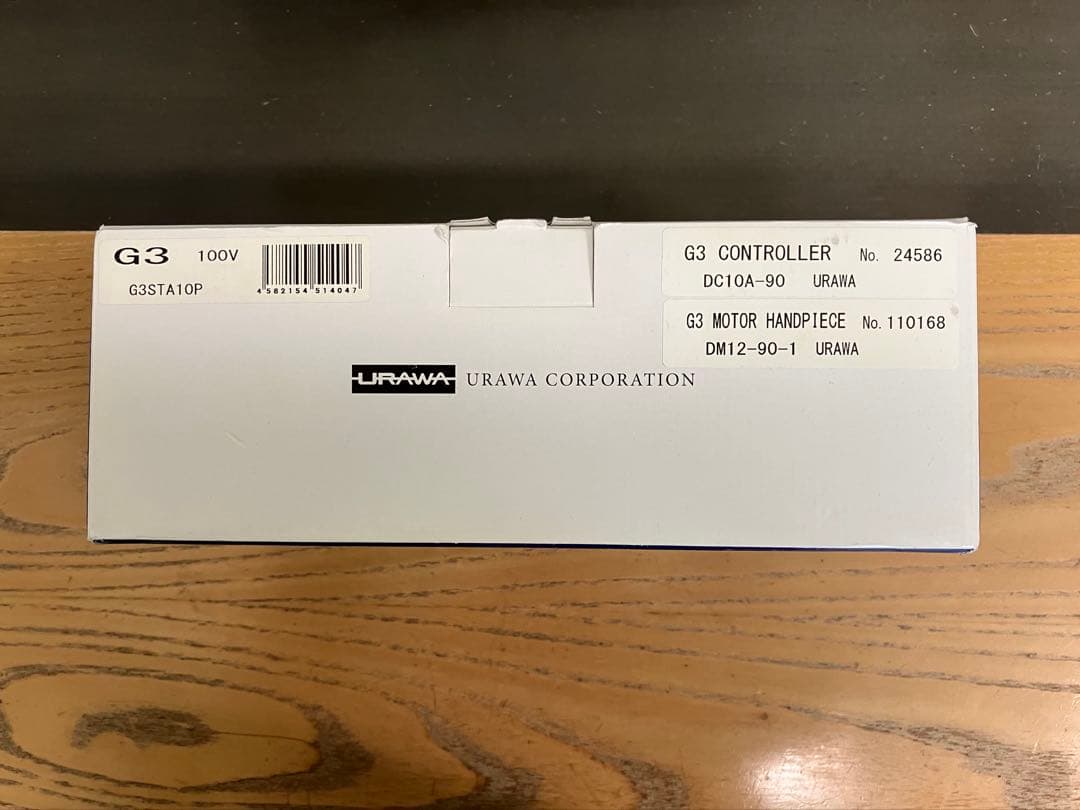 G3 100V
G3STA10P
4 582154 514047
G3 CONTROLLER No. 24586
DC10A-90 URAWA
G3 MOTOR HANDPIECE No. 110168
DM12-90-1 URAWA
URAWA URAWA CORPORATION